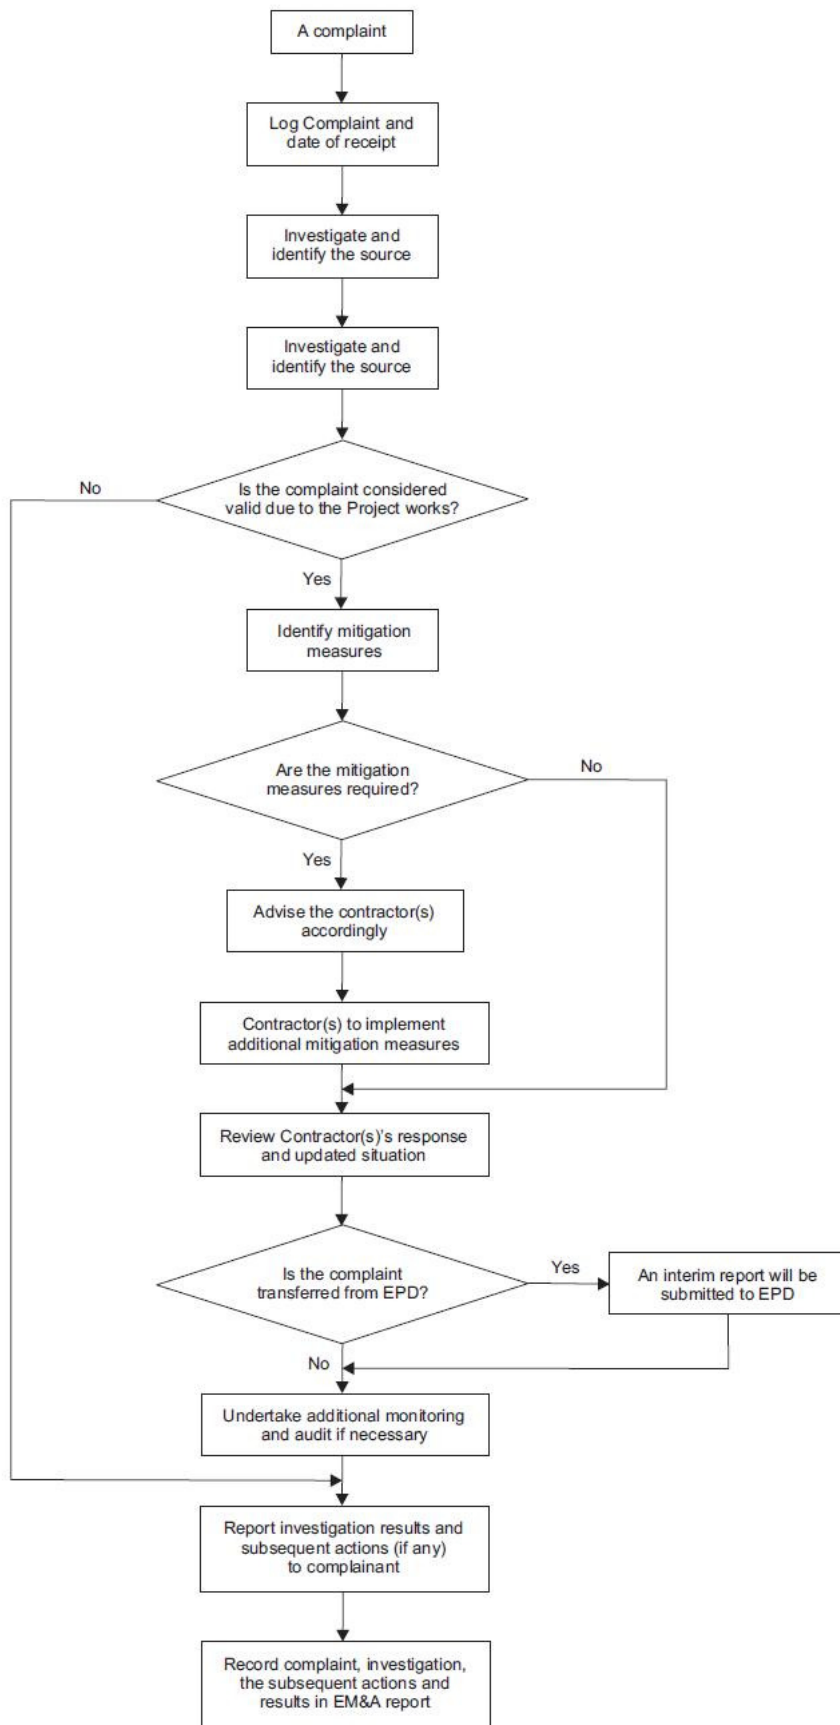 A complaint
Log Complaint and
date of receipt
Investigate and
identify the source
Investigate and
identify the source
No
Is the complaint considered
valid due to the Project works?
Yes
Identify mitigation
measures
Are the mitigation
measures required?
No
Yes
Advise the contractor(s)
accordingly
Contractor(s) to implement
additional mitigation measures
Review Contractor(s)'s response
and updated situation
Is the complaint
transferred from EPD?
Yes
An interim report will be
submitted to EPD
No
Undertake additional monitoring
and audit if necessary
Report investigation results and
subsequent actions (if any)
to complainant
Record complaint, investigation,
the subsequent actions and
results in EM&A report